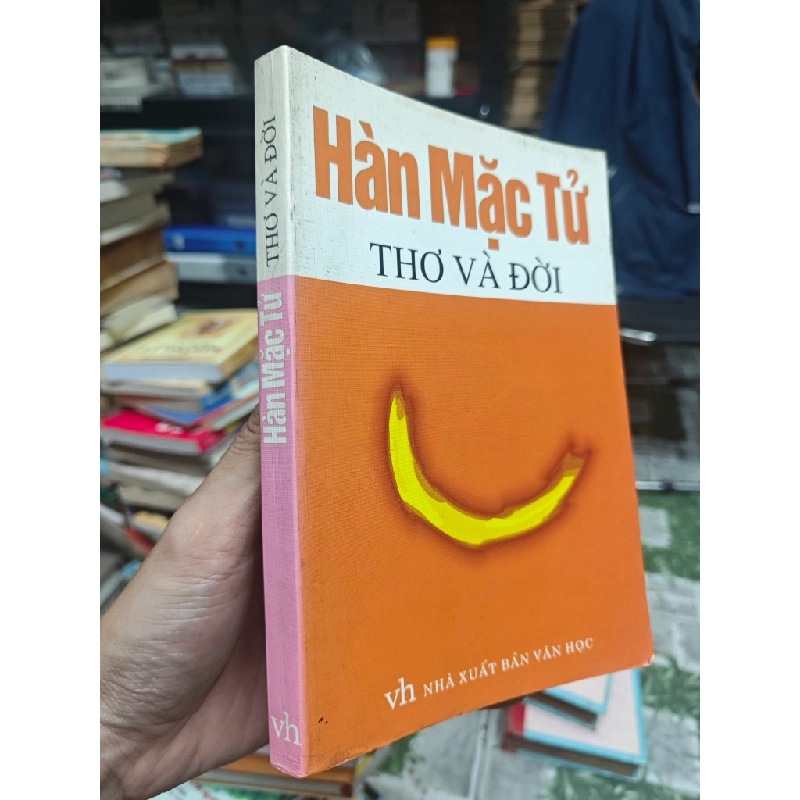 Hàn Mặc Tử
THƠ VÀ ĐỜI
vh NHÀ XUẤT BẢN VĂN HỌC
THƠ VÀ ĐỜI
Hàn Mặc Tử
vh